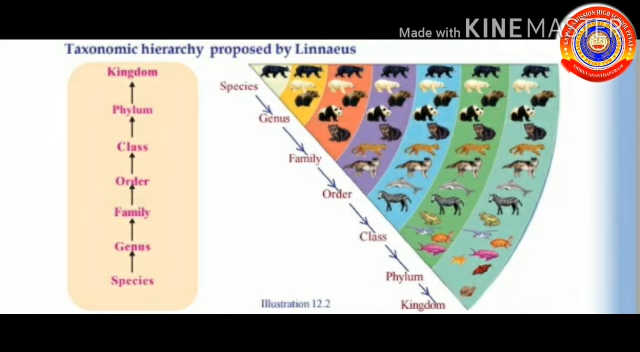 Made with KINEMASTER
Taxonomic hierarchy proposed by Linnaeus
Kingdom
Phylum
Class
Order
Family
Genus
Species
Species
Genus
Family
Order
Class
Phylum
Kingdom
Illustration 12.2